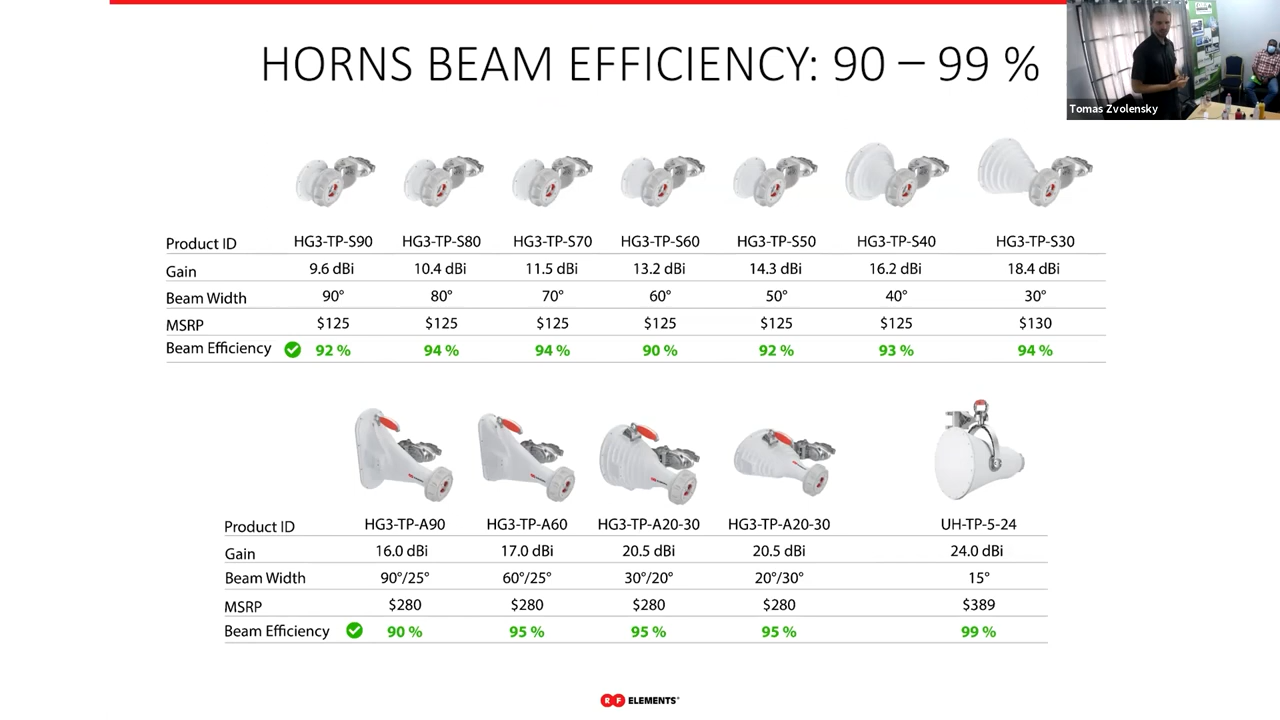 HORNS BEAM EFFICIENCY: 90 – 99 %
Tomas Zvolensky
Product ID HG3-TP-S90 HG3-TP-S80 HG3-TP-S70 HG3-TP-S60 HG3-TP-S50 HG3-TP-S40 HG3-TP-S30
Gain 9.6 dBi 10.4 dBi 11.5 dBi 13.2 dBi 14.3 dBi 16.2 dBi 18.4 dBi
Beam Width 90° 80° 70° 60° 50° 40° 30°
MSRP $125 $125 $125 $125 $125 $125 $130
Beam Efficiency 92 % 94 % 94 % 90 % 92 % 93 % 94 %
Product ID HG3-TP-A90 HG3-TP-A60 HG3-TP-A20-30 HG3-TP-A20-30 UH-TP-5-24
Gain 16.0 dBi 17.0 dBi 20.5 dBi 20.5 dBi 24.0 dBi
Beam Width 90°/25° 60°/25° 30°/20° 20°/30° 15°
MSRP $280 $280 $280 $280 $389
Beam Efficiency 90 % 95 % 95 % 95 % 99 %
RF ELEMENTS